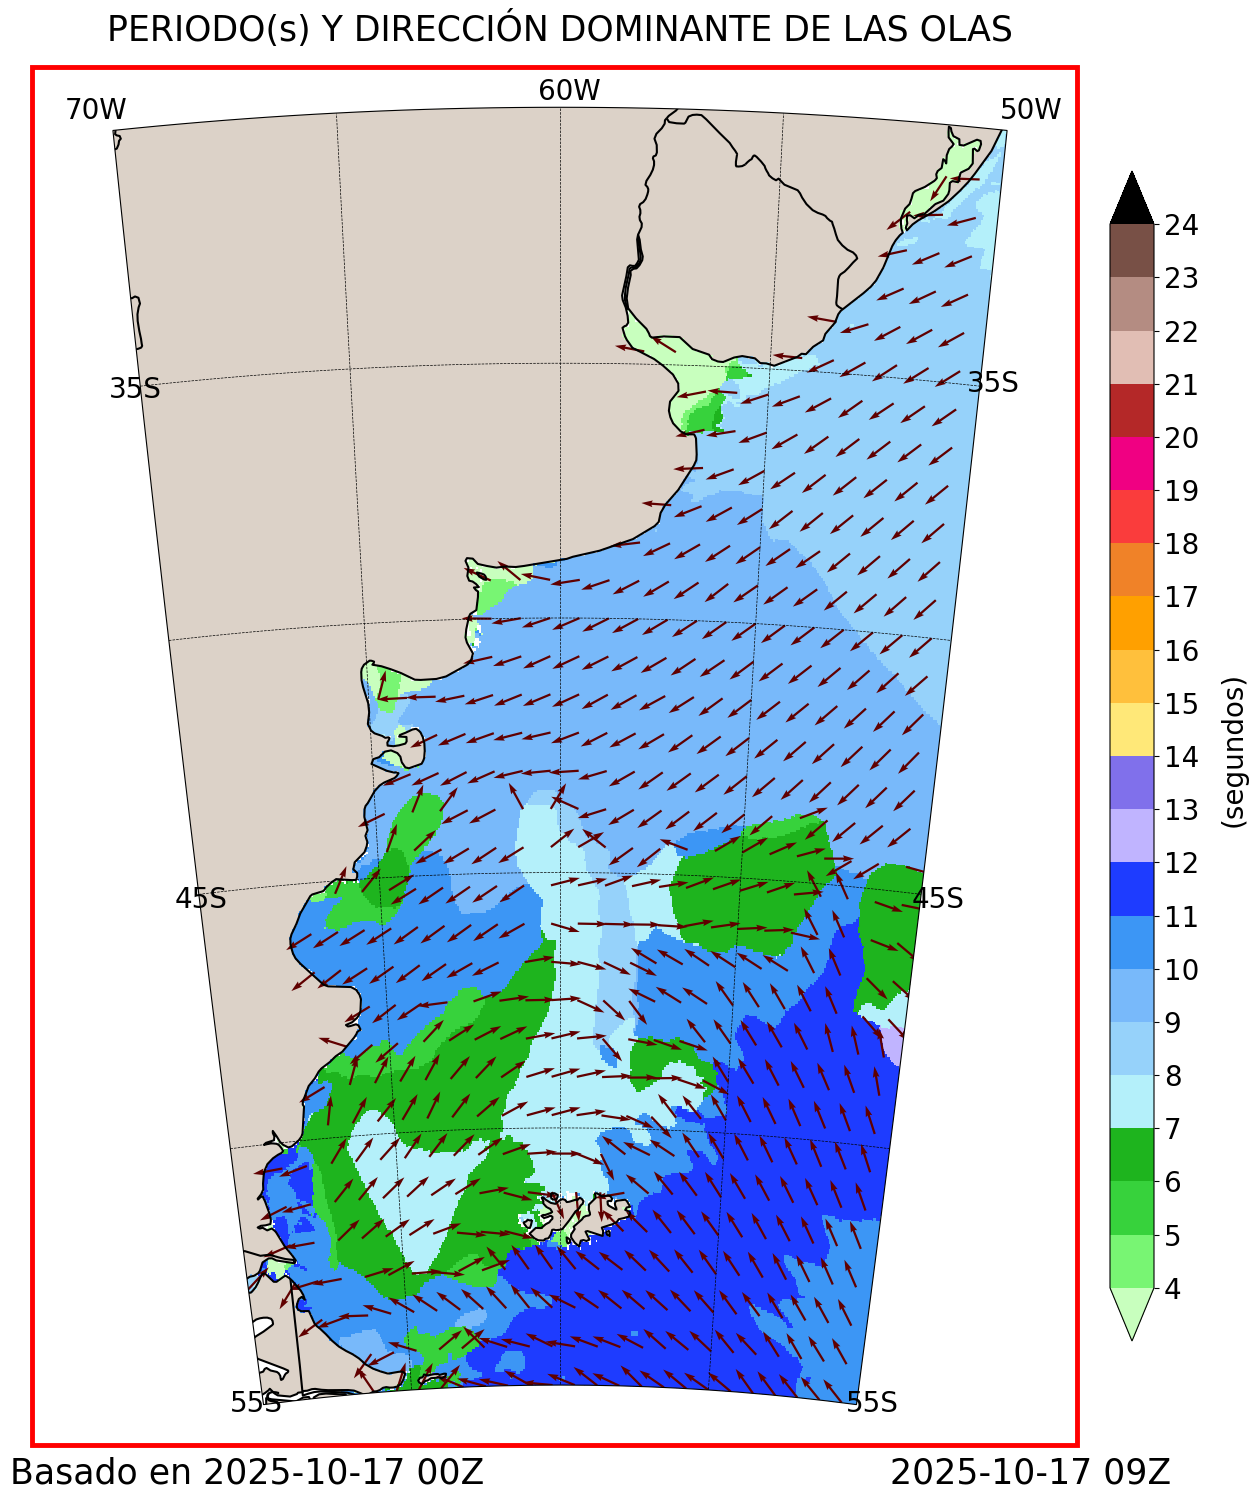 PERIODO(s) Y DIRECCIÓN DOMINANTE DE LAS OLAS
70W
60W
50W
35S
35S
45S
45S
55S
55S
24
23
22
21
20
19
18
17
16
15
14
13
12
11
10
9
8
7
6
5
4
(segundos)
Basado en 2025-10-17 00Z
2025-10-17 09Z